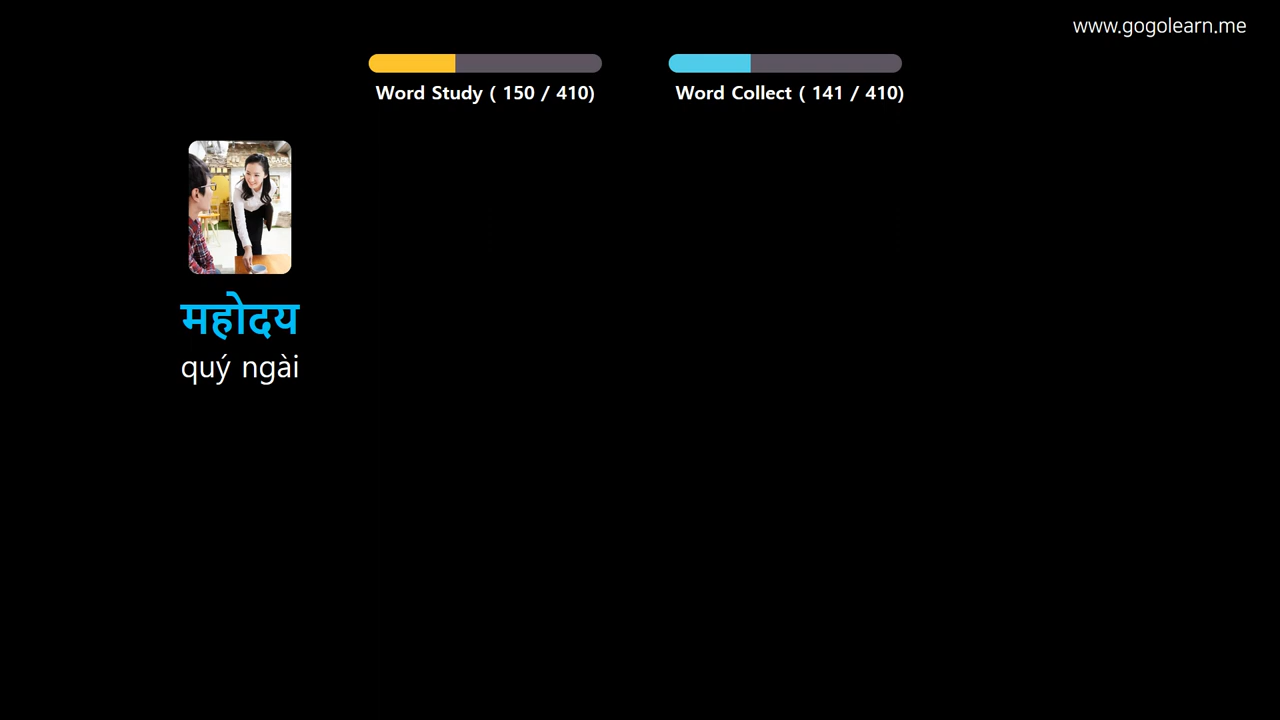 www.gogolearn.me
Word Study ( 150 / 410)
Word Collect ( 141 / 410)
महोदय
quý ngài